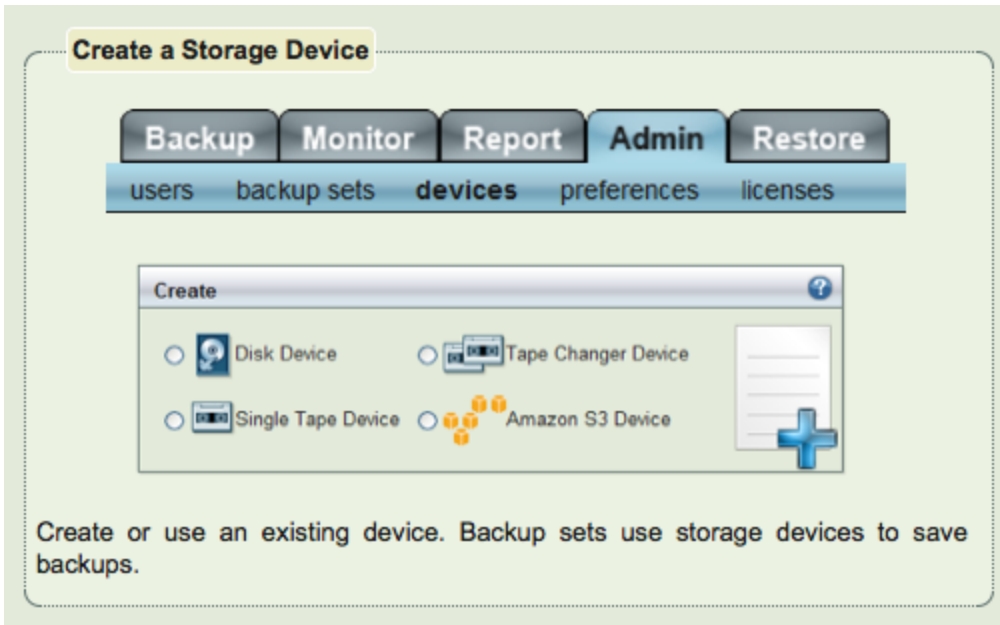 Create a Storage Device
Backup Monitor Report Admin Restore
users backup sets devices preferences licenses
Create ?
Disk Device Tape Changer Device
Single Tape Device Amazon S3 Device
Create or use an existing device. Backup sets use storage devices to save
backups.